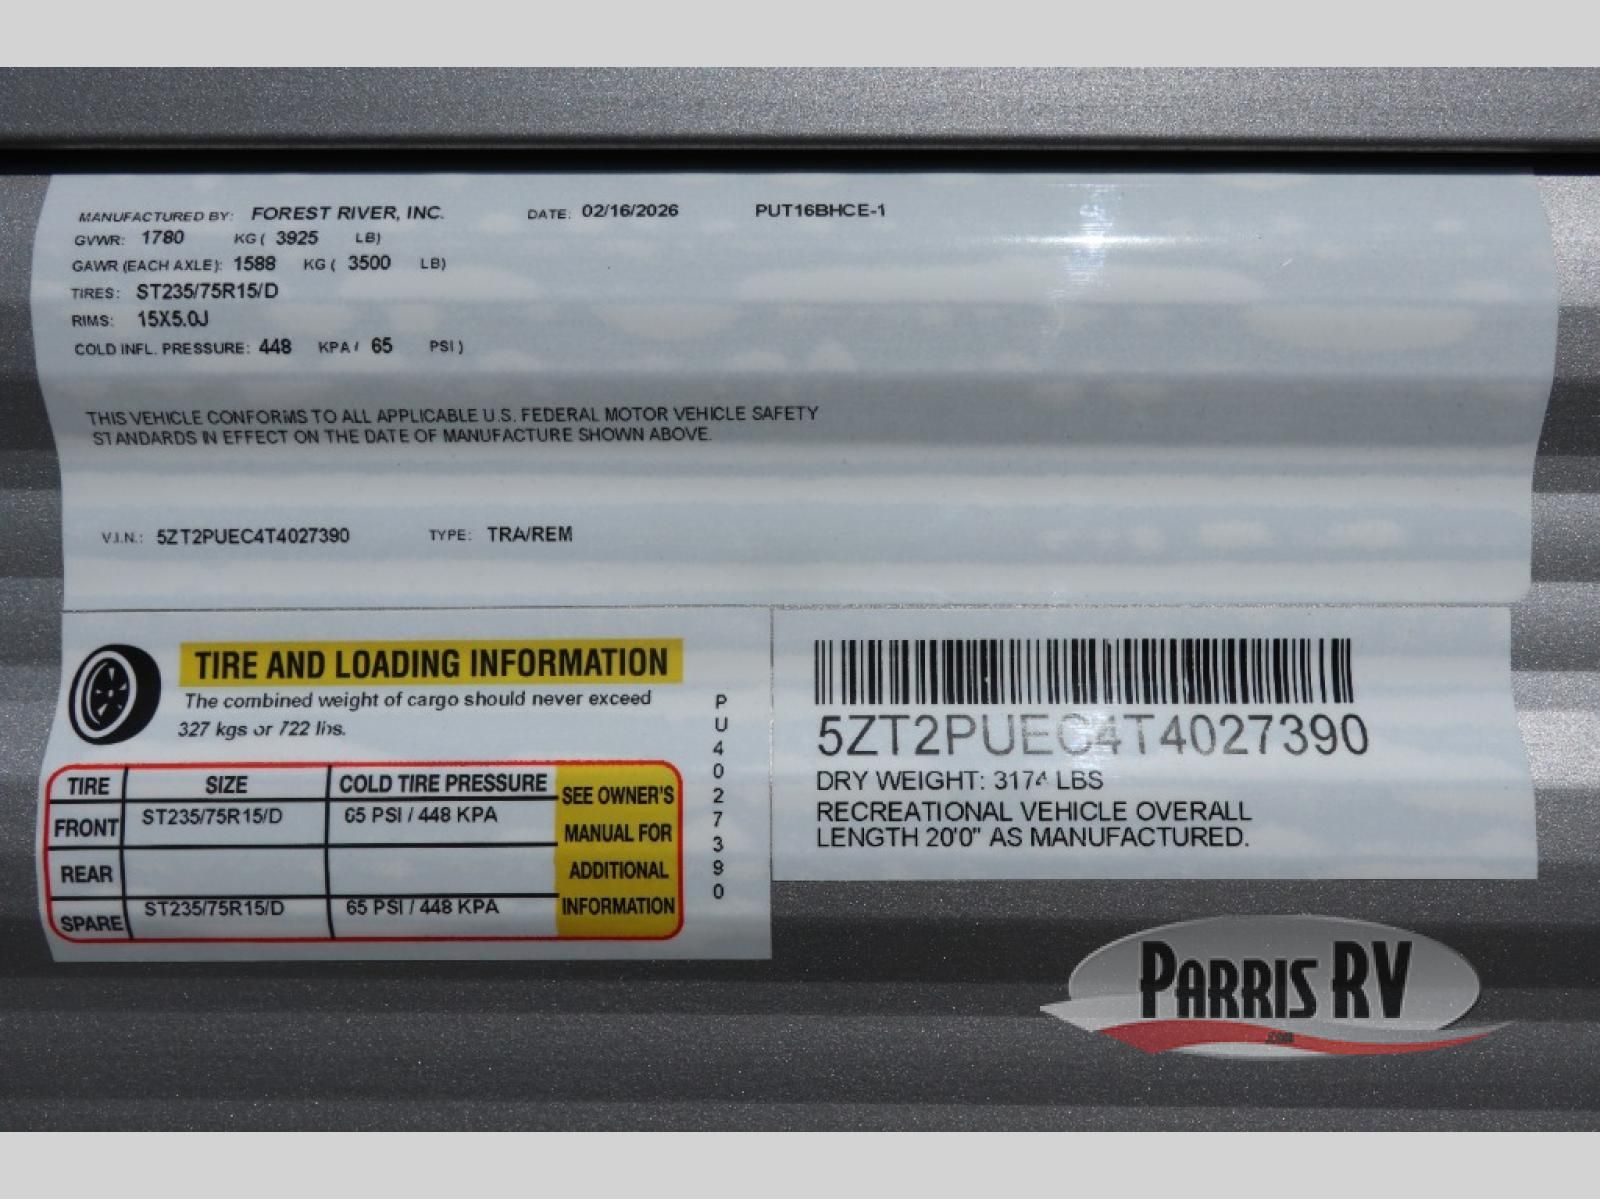 MANUFACTURED BY: FOREST RIVER, INC. DATE: 02/16/2026 PUT16BHCE-1
GVWR: 1780 KG ( 3925 LB)
GAWR (EACH AXLE): 1588 KG ( 3500 LB)
TIRES: ST235/75R15/D
RIMS: 15X5.0J
COLD INFL. PRESSURE: 448 KPA/ 65 PSI )
THIS VEHICLE CONFORMS TO ALL APPLICABLE U.S. FEDERAL MOTOR VEHICLE SAFETY
STANDARDS IN EFFECT ON THE DATE OF MANUFACTURE SHOWN ABOVE.
V.I.N.: 5ZT2PUEC4T4027390 TYPE: TRA/REM
TIRE AND LOADING INFORMATION
The combined weight of cargo should never exceed
327 kgs or 722 lbs.
TIRE SIZE COLD TIRE PRESSURE
FRONT ST235/75R15/D 65 PSI / 448 KPA
REAR
SPARE ST235/75R15/D 65 PSI / 448 KPA
SEE OWNER'S
MANUAL FOR
ADDITIONAL
INFORMATION
PU4027390
5ZT2PUEC4T4027390
DRY WEIGHT: 3174 LBS
RECREATIONAL VEHICLE OVERALL
LENGTH 20'0" AS MANUFACTURED.
PARRIS RV
.com